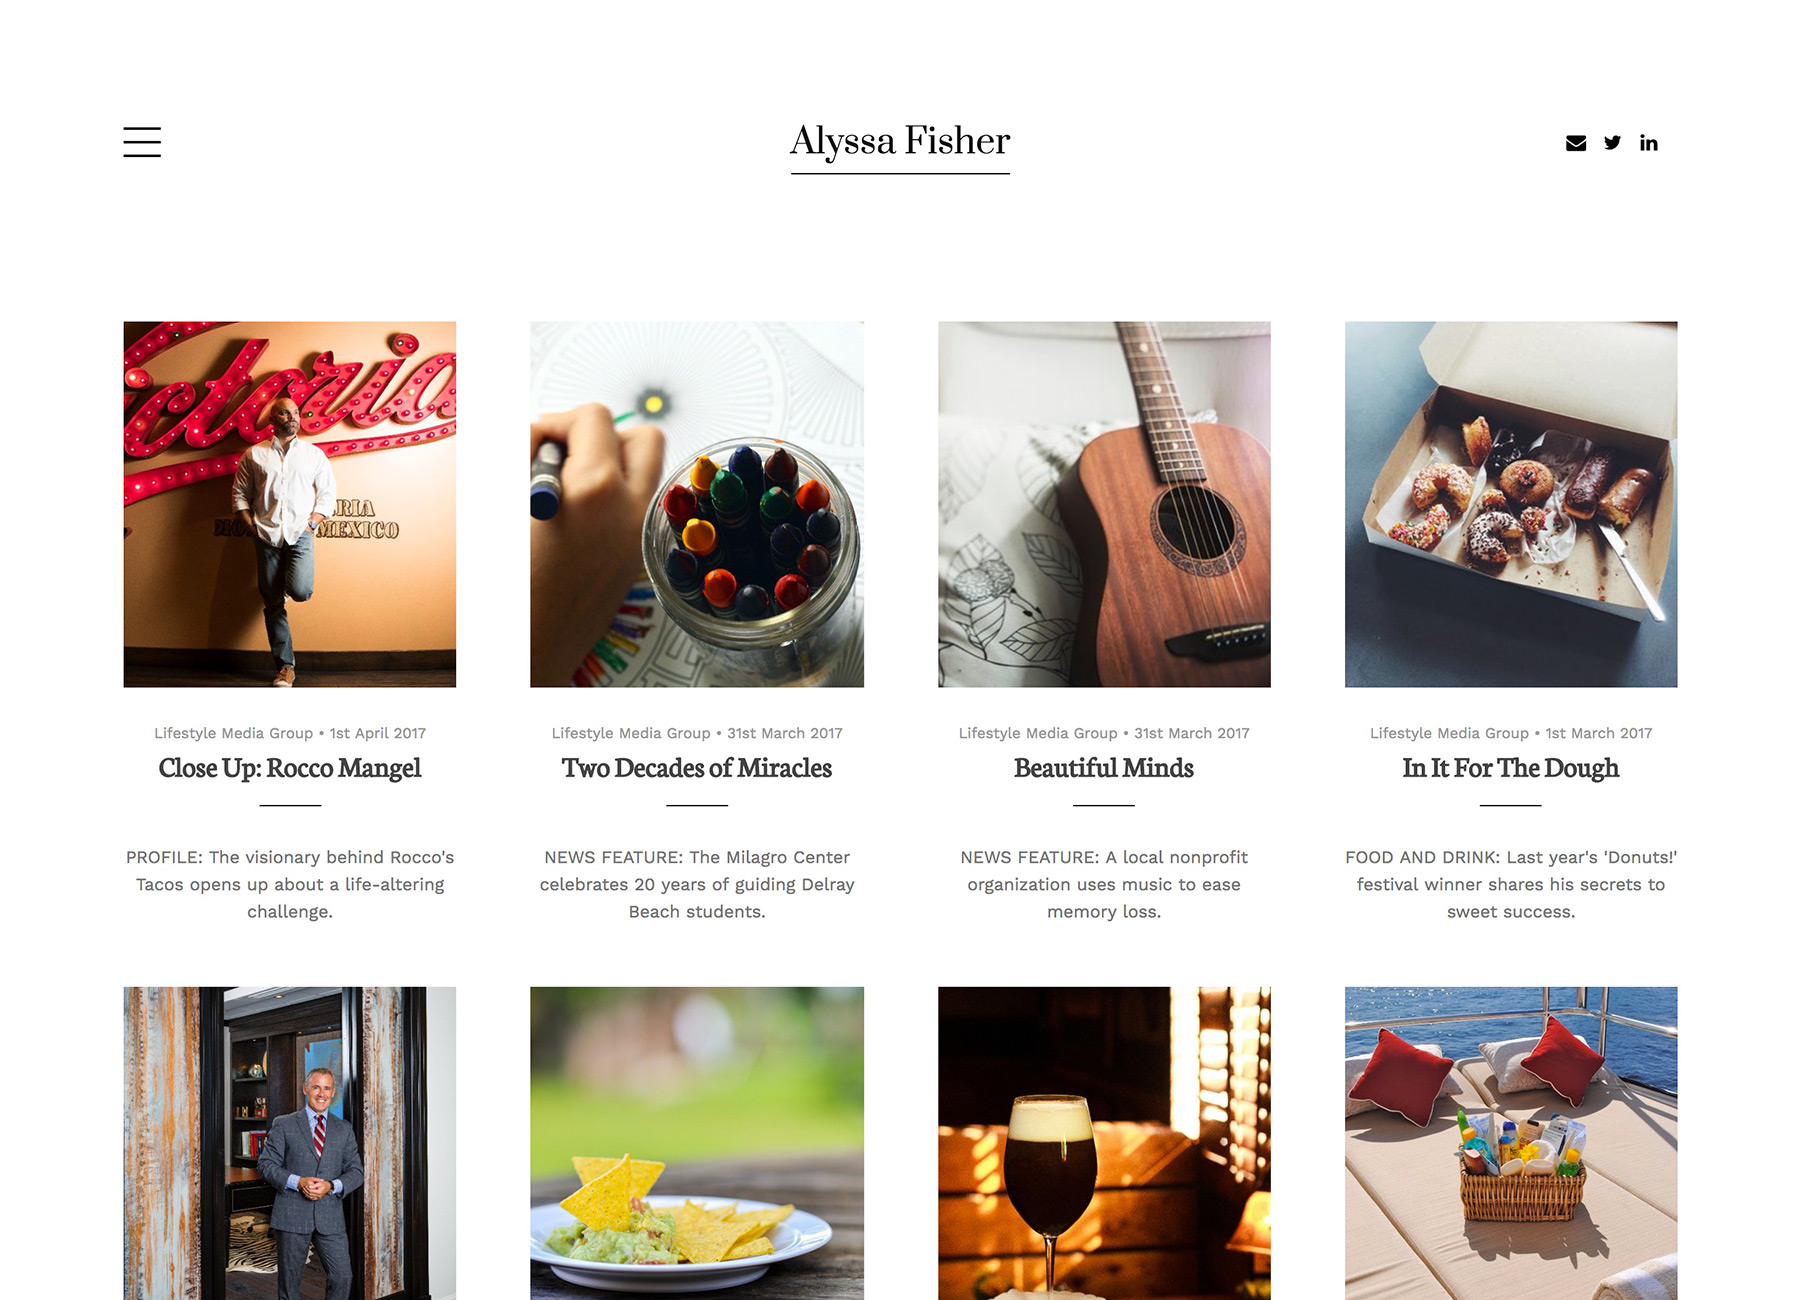 Alyssa Fisher
in
ctoria
ARIA
MEXICO
Lifestyle Media Group • 1st April 2017
Close Up: Rocco Mangel
PROFILE: The visionary behind Rocco's
Tacos opens up about a life-altering
challenge.
Lifestyle Media Group • 31st March 2017
Two Decades of Miracles
NEWS FEATURE: The Milagro Center
celebrates 20 years of guiding Delray
Beach students.
Lifestyle Media Group • 31st March 2017
Beautiful Minds
NEWS FEATURE: A local nonprofit
organization uses music to ease
memory loss.
Lifestyle Media Group • 1st March 2017
In It For The Dough
FOOD AND DRINK: Last year's 'Donuts!'
festival winner shares his secrets to
sweet success.